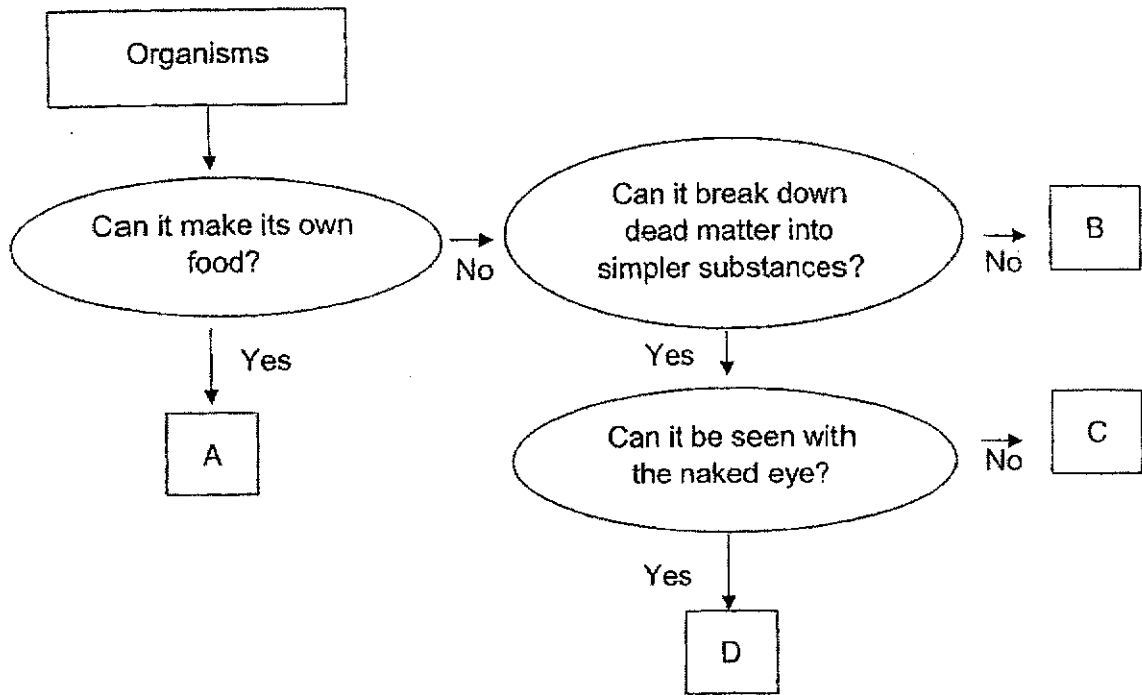 Organisms
Can it make its own
food?
No
Can it break down
dead matter into
simpler substances?
No
B
Yes
A
Yes
Can it be seen with
the naked eye?
No
C
Yes
D